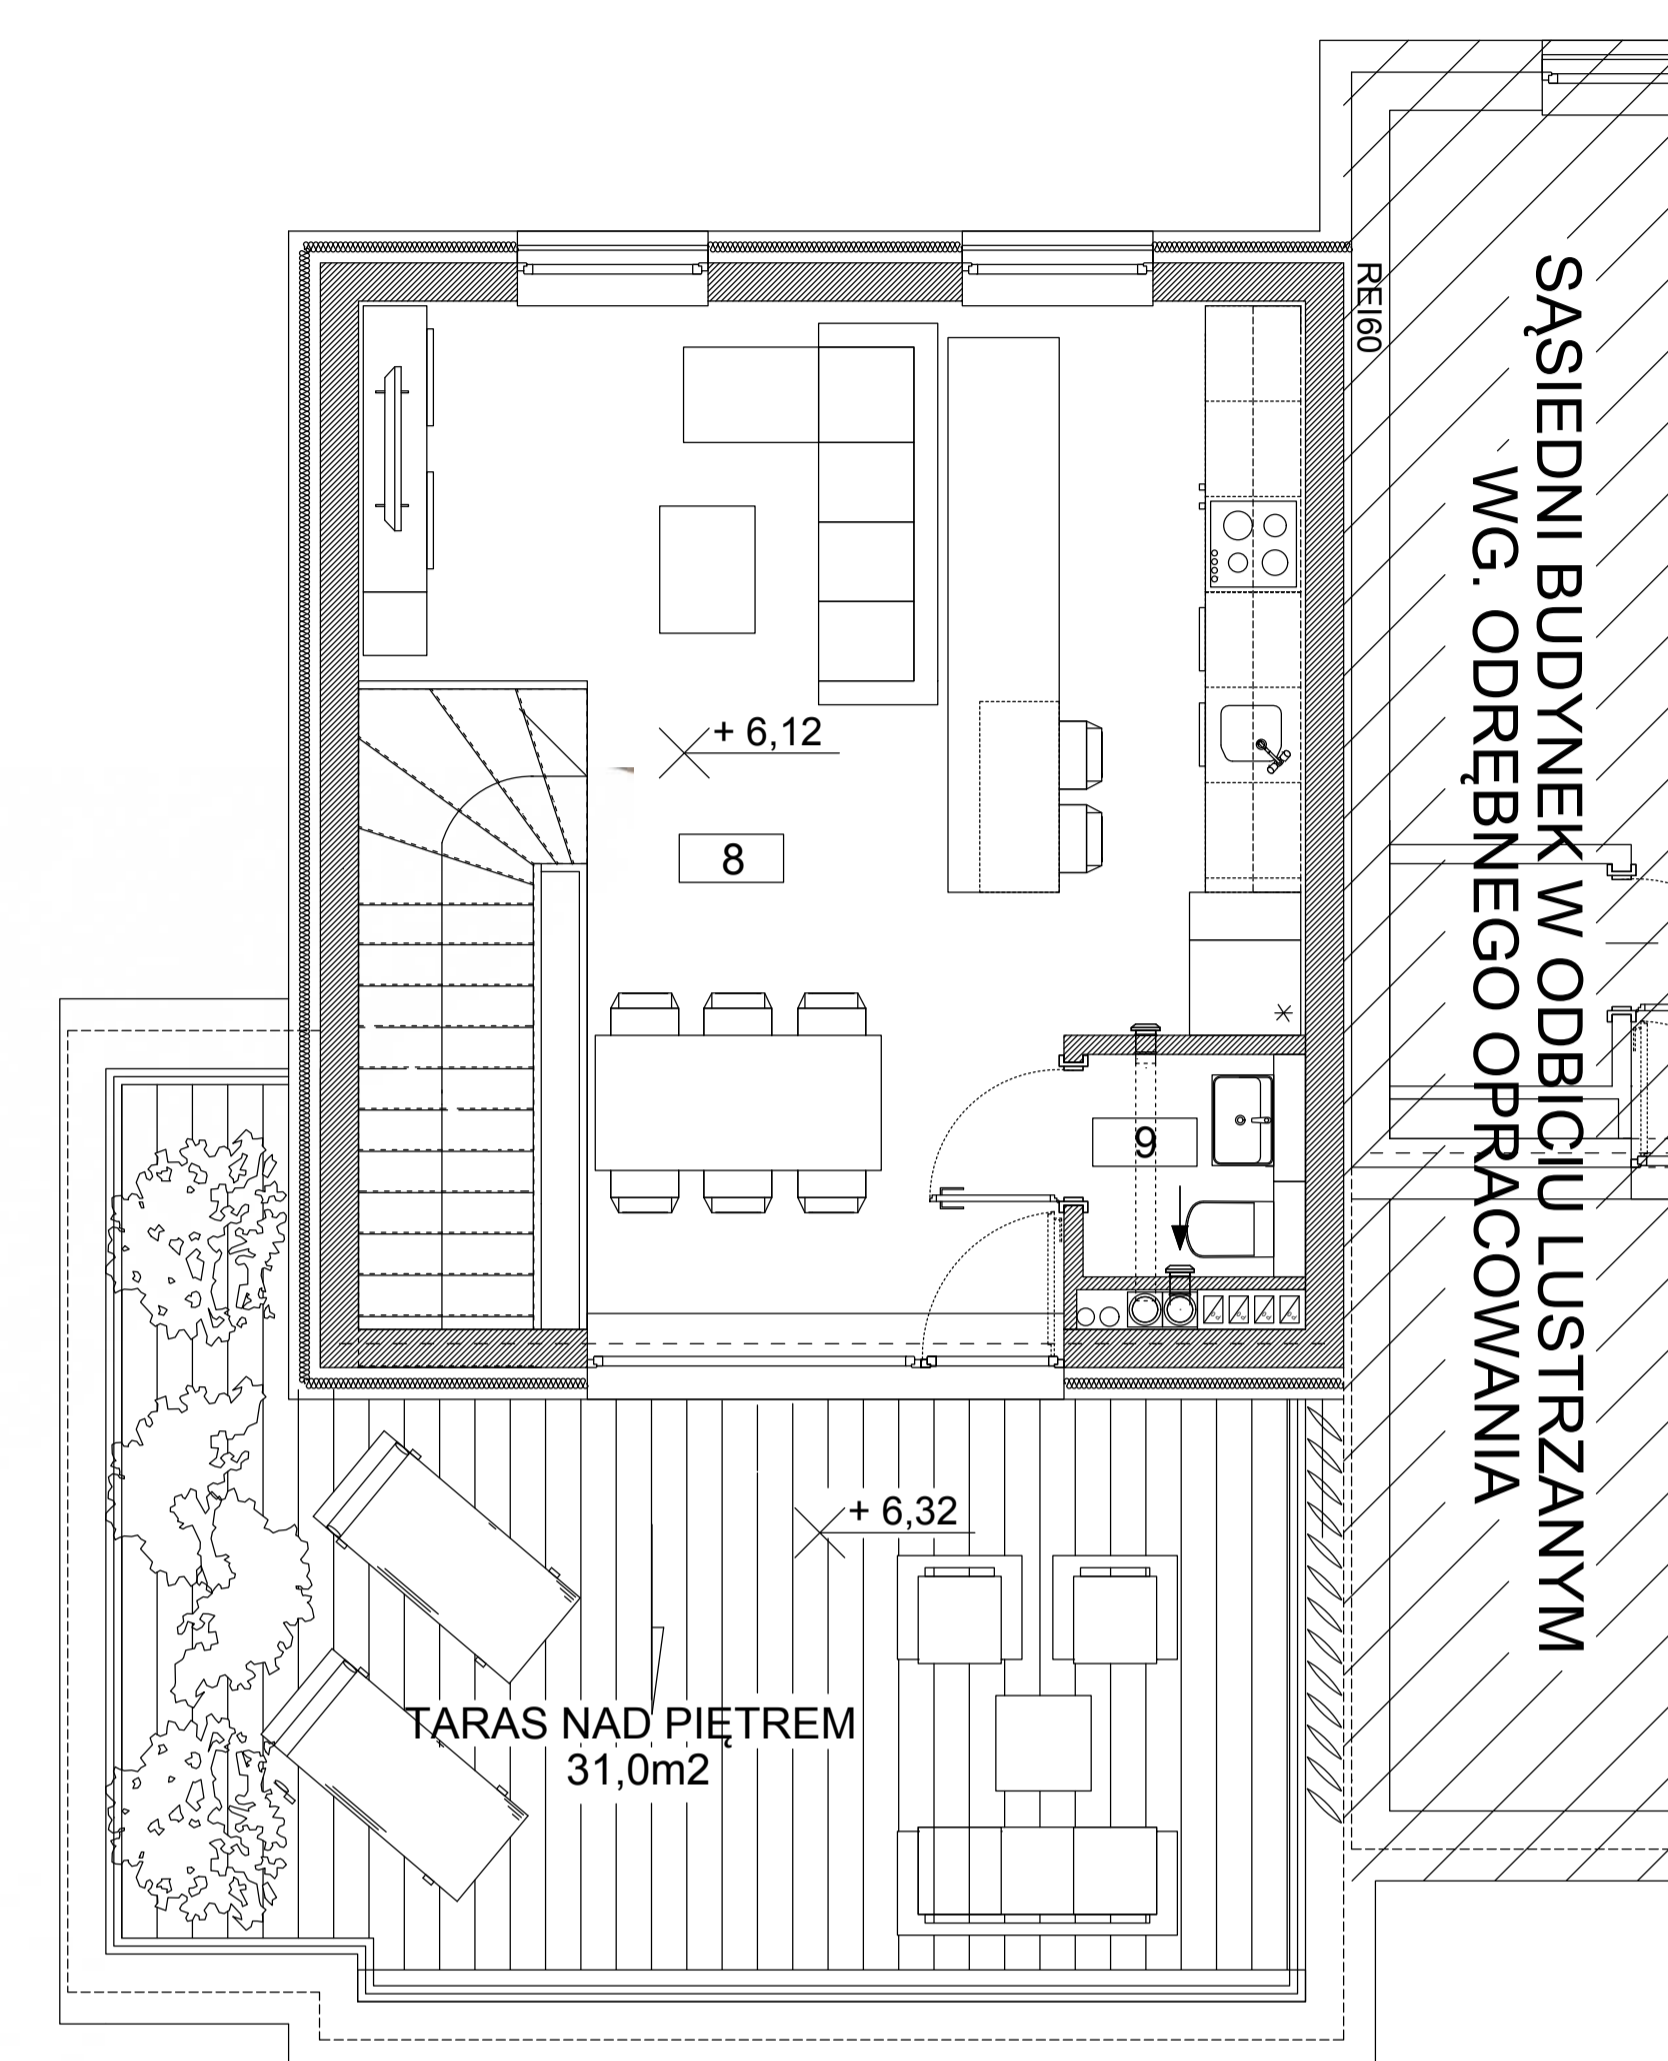 REI60
SĄSIEDNI BUDYNEK W ODBICIU LUSTRZANYM
WG. ODRĘBNEGO OPRACOWANIA
+ 6,12
8
9
+ 6,32
TARAS NAD PIĘTREM
31,0m2